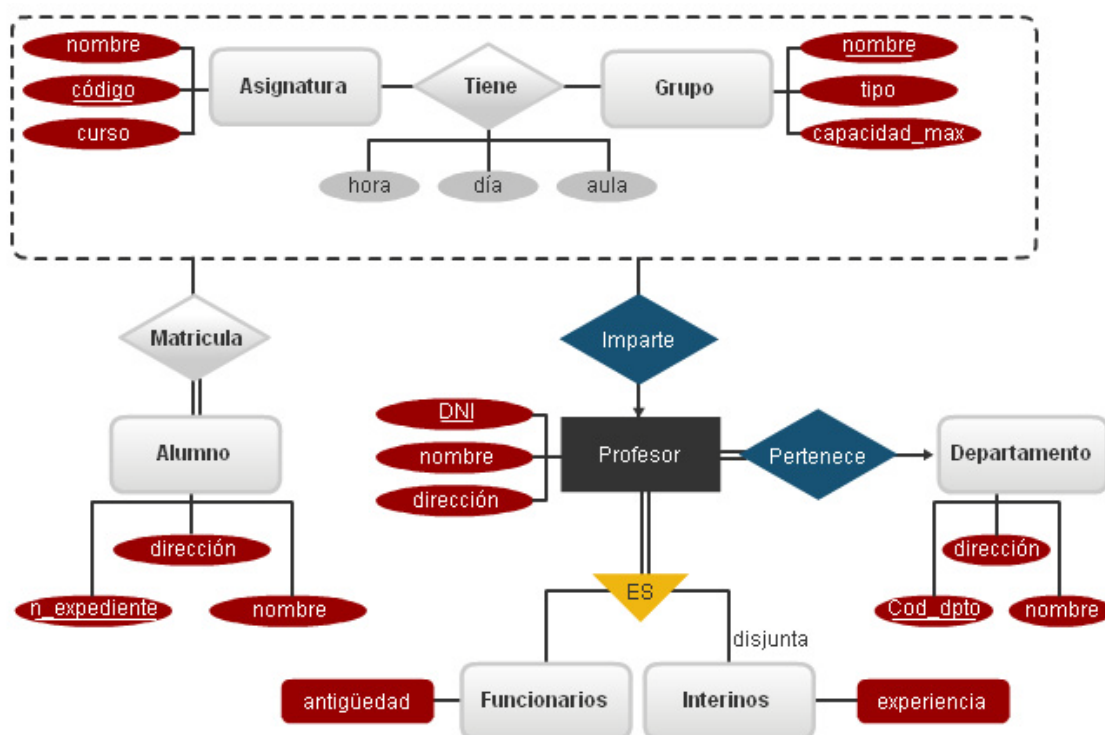 nombre
código
curso
Asignatura
Tiene
Grupo
nombre
tipo
capacidad_max
hora
día
aula
Matricula
Imparte
Alumno
dirección
n_expediente
nombre
DNI
nombre
dirección
Profesor
Pertenece
Departamento
dirección
Cod_dpto
nombre
ES
disjunta
antigüedad
Funcionarios
Interinos
experiencia